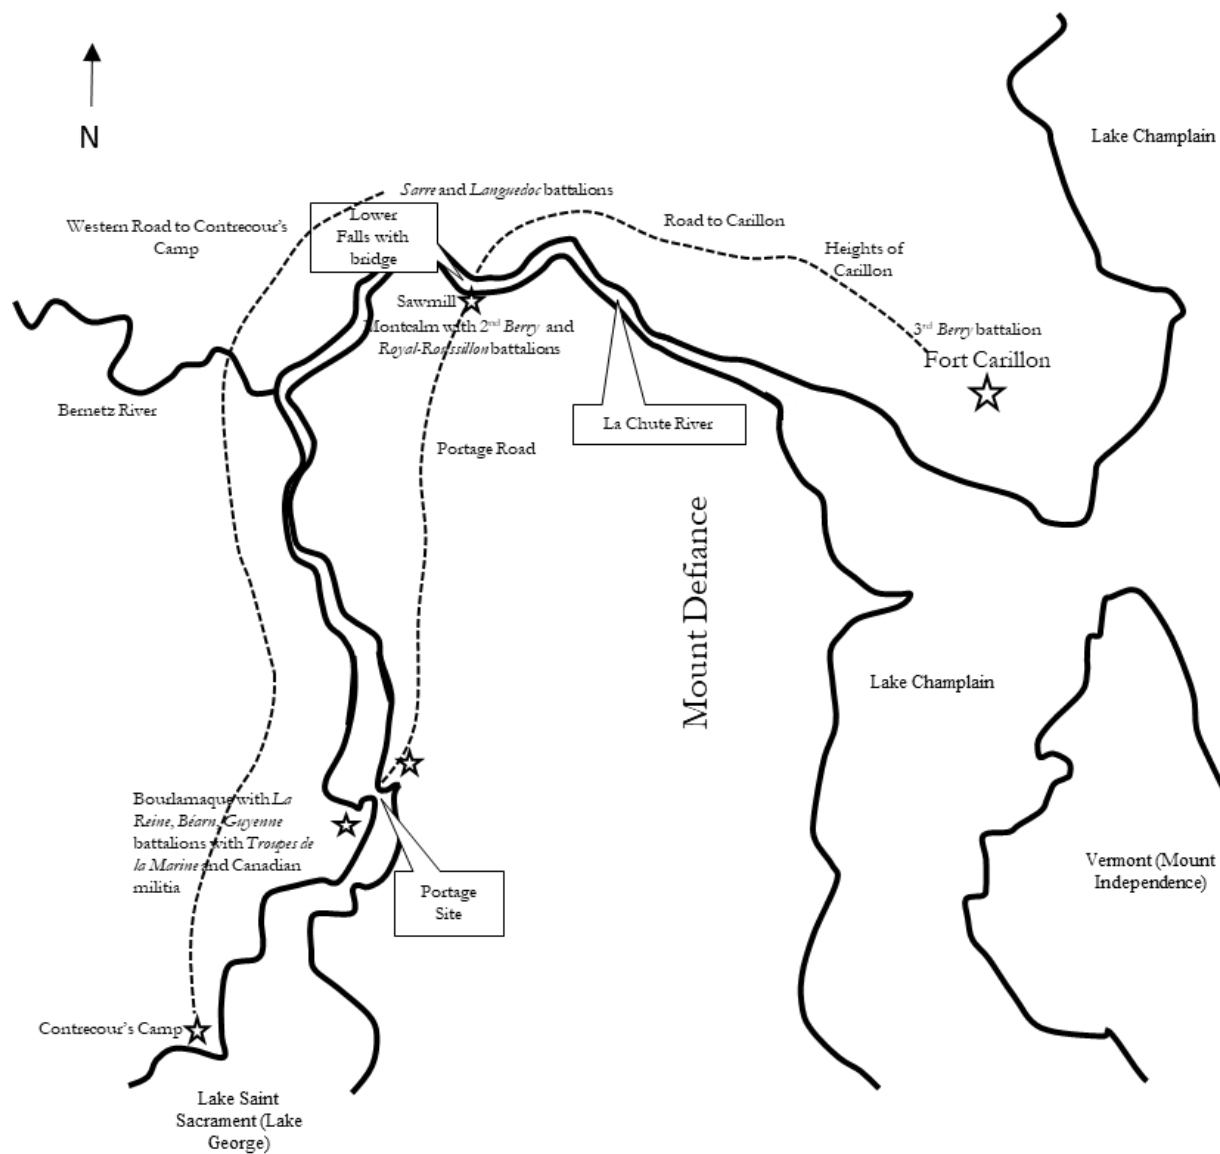 N
Lake Champlain
Sarre and Languedoc battalions
Western Road to Contrecour's
Camp
Lower
Falls with
bridge
Road to Carillon
Heights of
Carillon
Sawmill
Montcalm with 2nd Berry and
Royal-Roussillon battalions
3rd Berry battalion
Fort Carillon
Bernetz River
La Chute River
Portage Road
Mount Defiance
Lake Champlain
Bourlamaque with La
Reine, Béarn, Guyenne
battalions with Troupes de
la Marine and Canadian
militia
Portage
Site
Vermont (Mount
Independence)
Contrecour's Camp
Lake Saint
Sacrament (Lake
George)